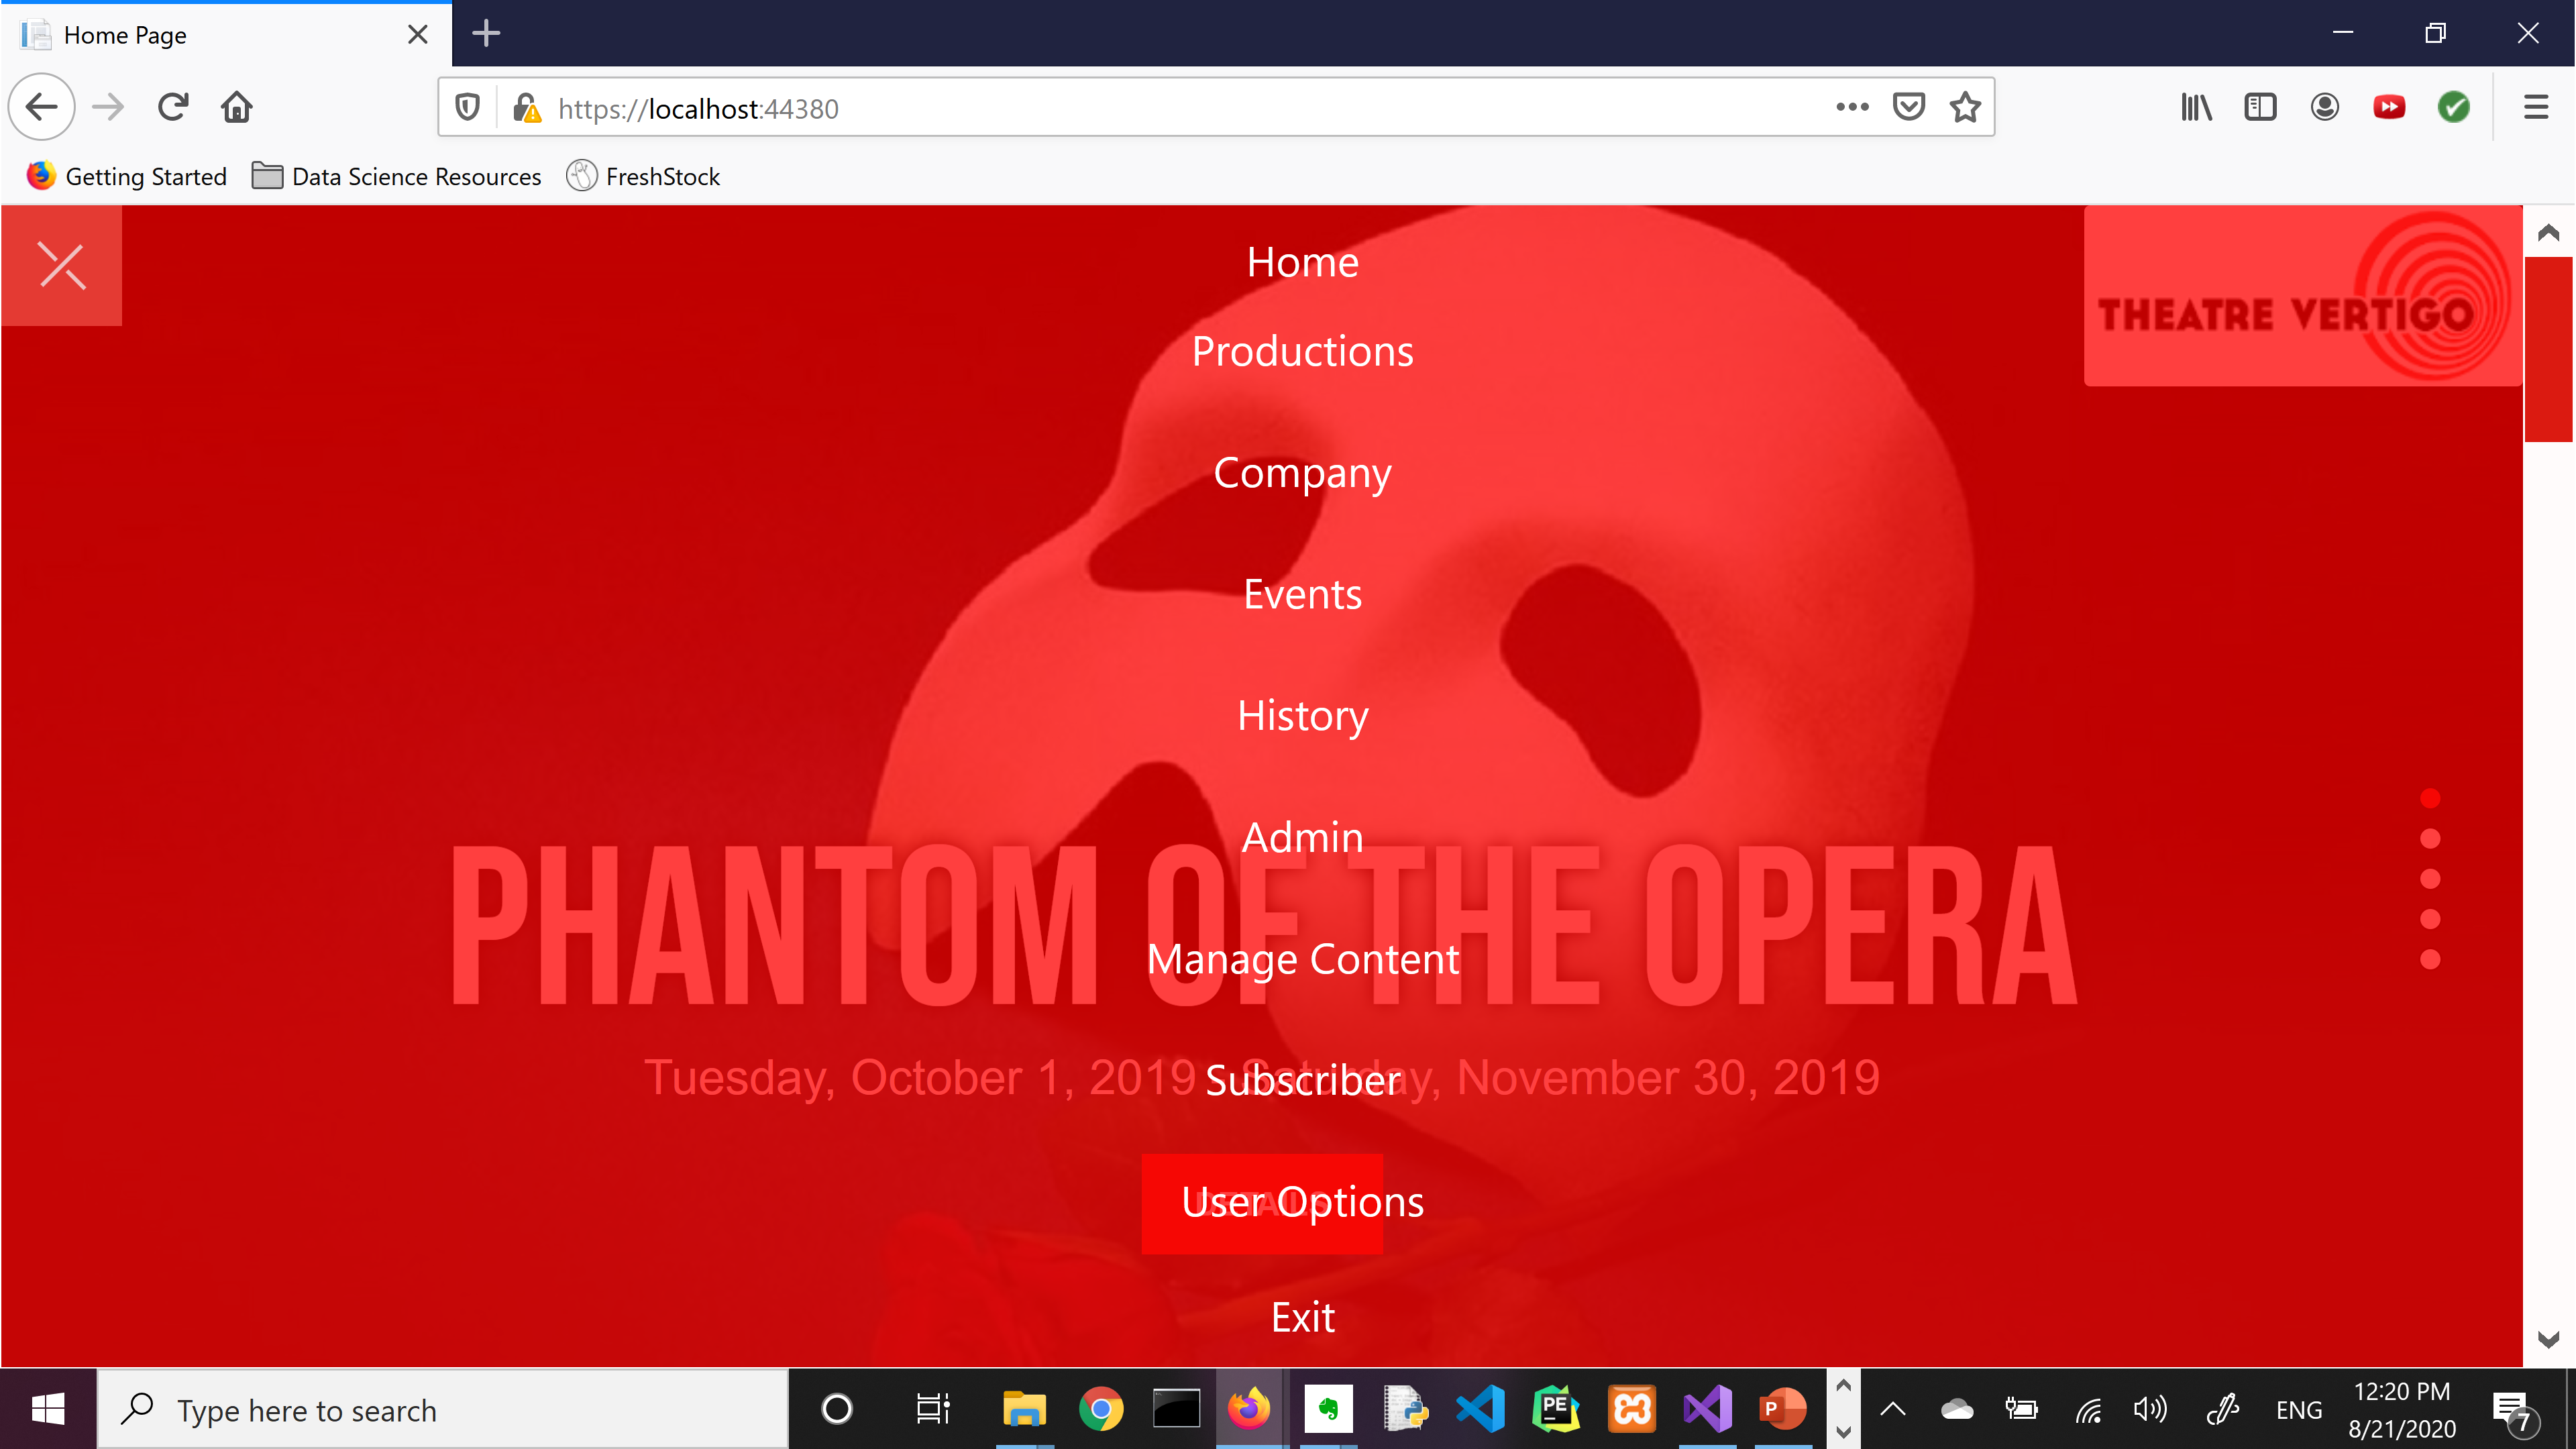 Home Page
https://localhost:44380
Getting Started
Data Science Resources
FreshStock
Home
THEATRE VERTIGO
Productions
Company
Events
History
Admin
PHANTOM OF THE OPERA
Manage Content
Tuesday, October 1, 2019 - Saturday, November 30, 2019
Subscriber
DETAILS
User Options
Exit
Type here to search
PE
P
ENG
12:20 PM
8/21/2020
7